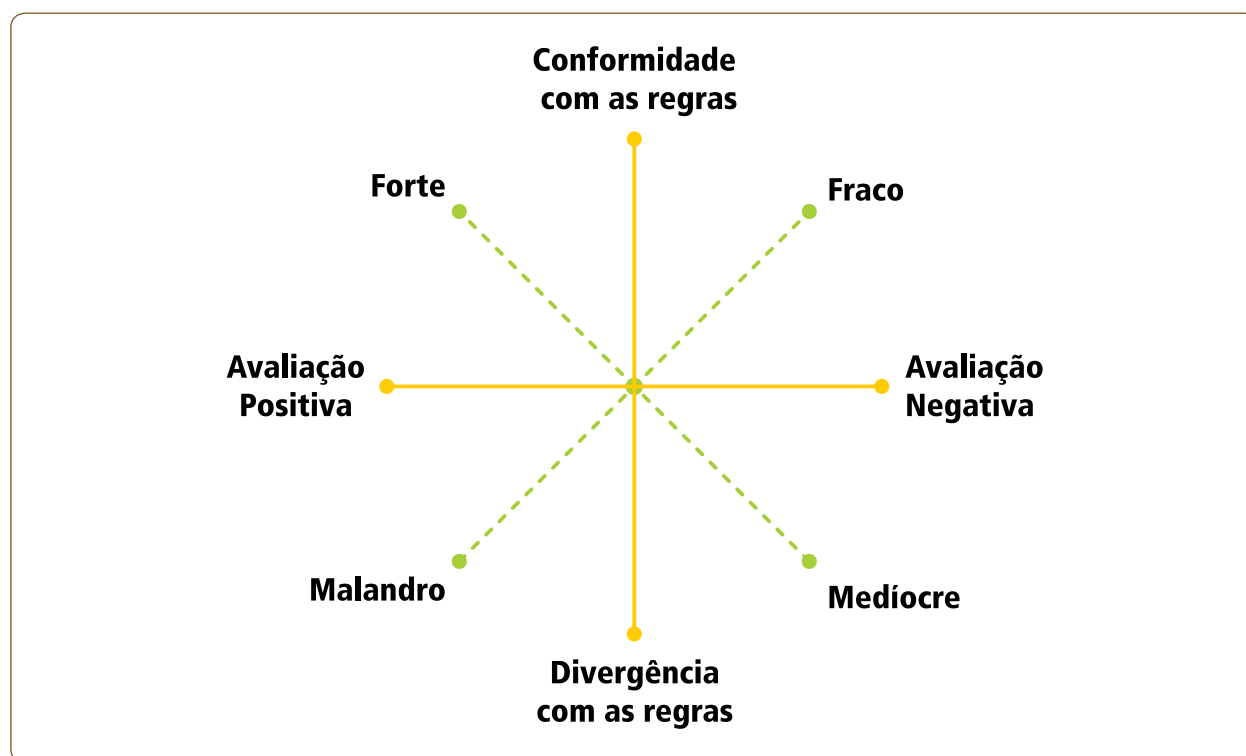 Conformidade
com as regras
Forte
Fraco
Avaliação
Positiva
Avaliação
Negativa
Malandro
Medíocre
Divergência
com as regras